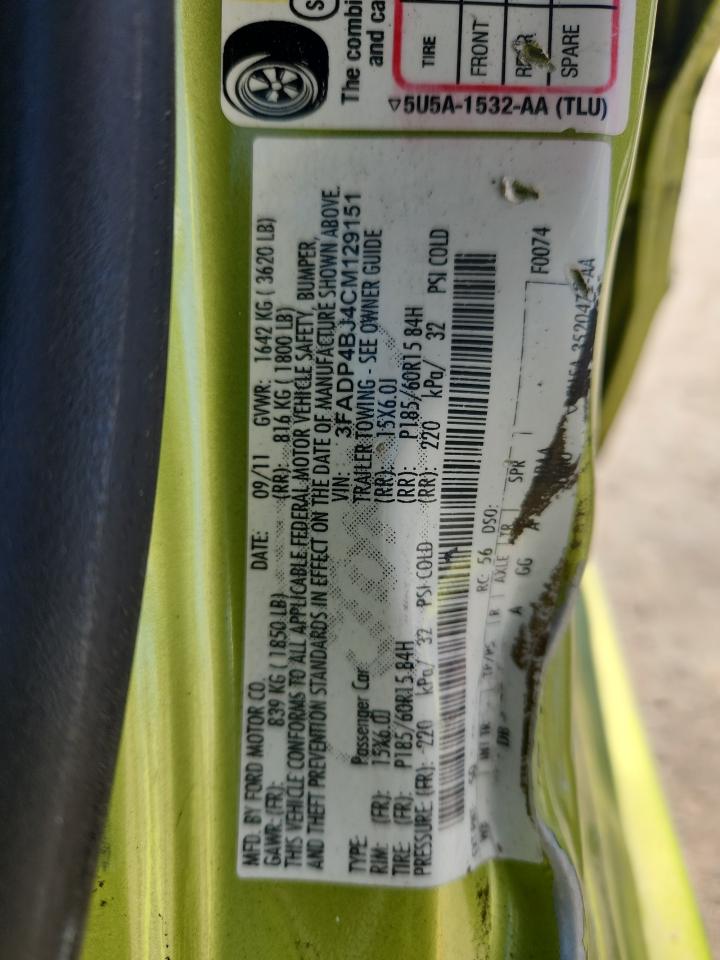 The combi
and ca
TIRE
FRONT
SPARE
▽5U5A-1532-AA (TLU)
MFD. BY FORD MOTOR CO. DATE: 09/11 GVWR: 1642 KG ( 3620 LB)
GAWR: (FR): 839 KG ( 1850 LB) (RR): 816 KG ( 1800 LB)
THIS VEHICLE CONFORMS TO ALL APPLICABLE FEDERAL MOTOR VEHICLE SAFETY, BUMPER,
AND THEFT PREVENTION STANDARDS IN EFFECT ON THE DATE OF MANUFACTURE SHOWN ABOVE.
VIN: 3FADP4BJ4CM129151
TYPE: Passenger Car TRAILER TOWING - SEE OWNER GUIDE
RIM: (FR): 15X6.0J (RR): 15X6.0J
TIRE (FR): P185/60R15 84H (RR): P185/60R15 84H
PRESSURE (FR): 220 kPa/ 32 PSI COLD (RR): 220 kPa/ 32 PSI COLD
RC: 56 DSO: F0074
INT TR TP/PS R AXLE TR SPR
A GG